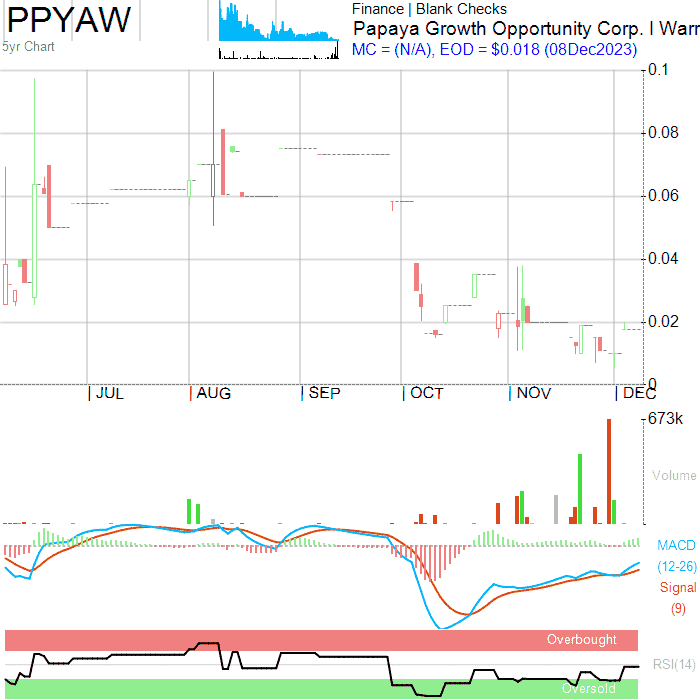 PPYAW
5yr Chart
Finance | Blank Checks
Papaya Growth Opportunity Corp. I Warr
MC = (N/A), EOD = $0.018 (08Dec2023)
0.1
0.08
0.06
0.04
0.02
0
JUL AUG SEP OCT NOV DEC
673k
Volume
MACD
(12-26)
Signal
(9)
Overbought
RSI(14)
Oversold